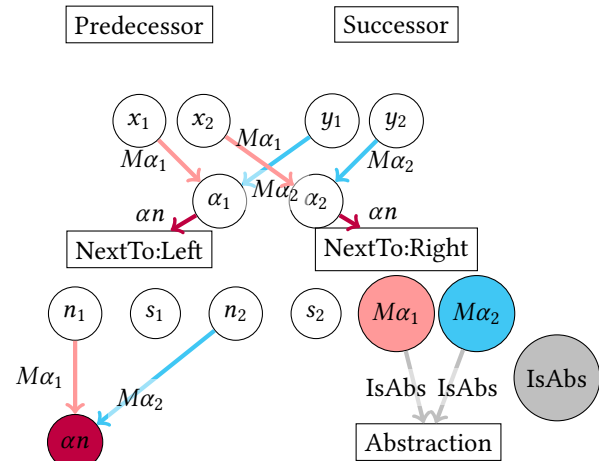 Predecessor Successor
x₁ x₂ y₁ y₂
Mα₁ Mα₁ Mα₂ Mα₂
α₁ α₂
αn αn
NextTo:Left NextTo:Right
n₁ s₁ n₂ s₂ Mα₁ Mα₂
Mα₁ Mα₂ IsAbs IsAbs IsAbs
αn Abstraction